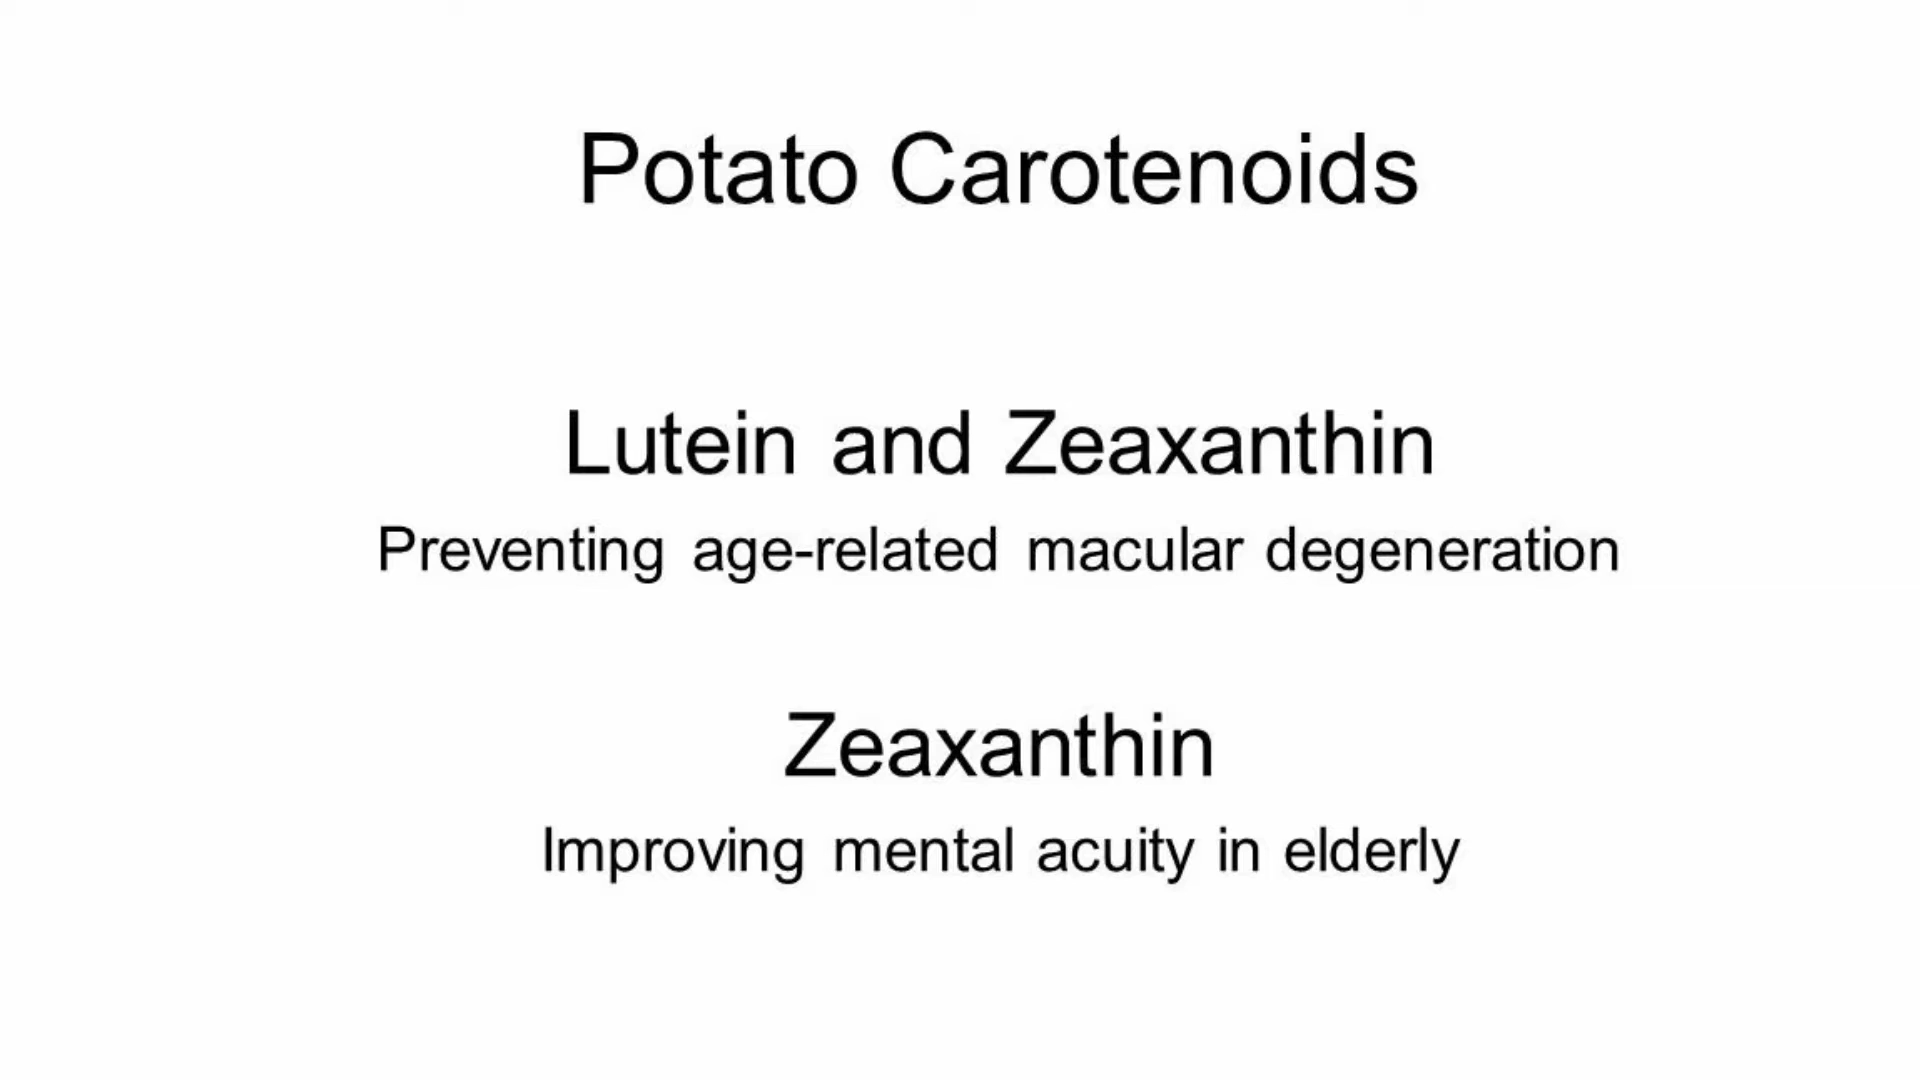 Potato Carotenoids
Lutein and Zeaxanthin
Preventing age-related macular degeneration
Zeaxanthin
Improving mental acuity in elderly